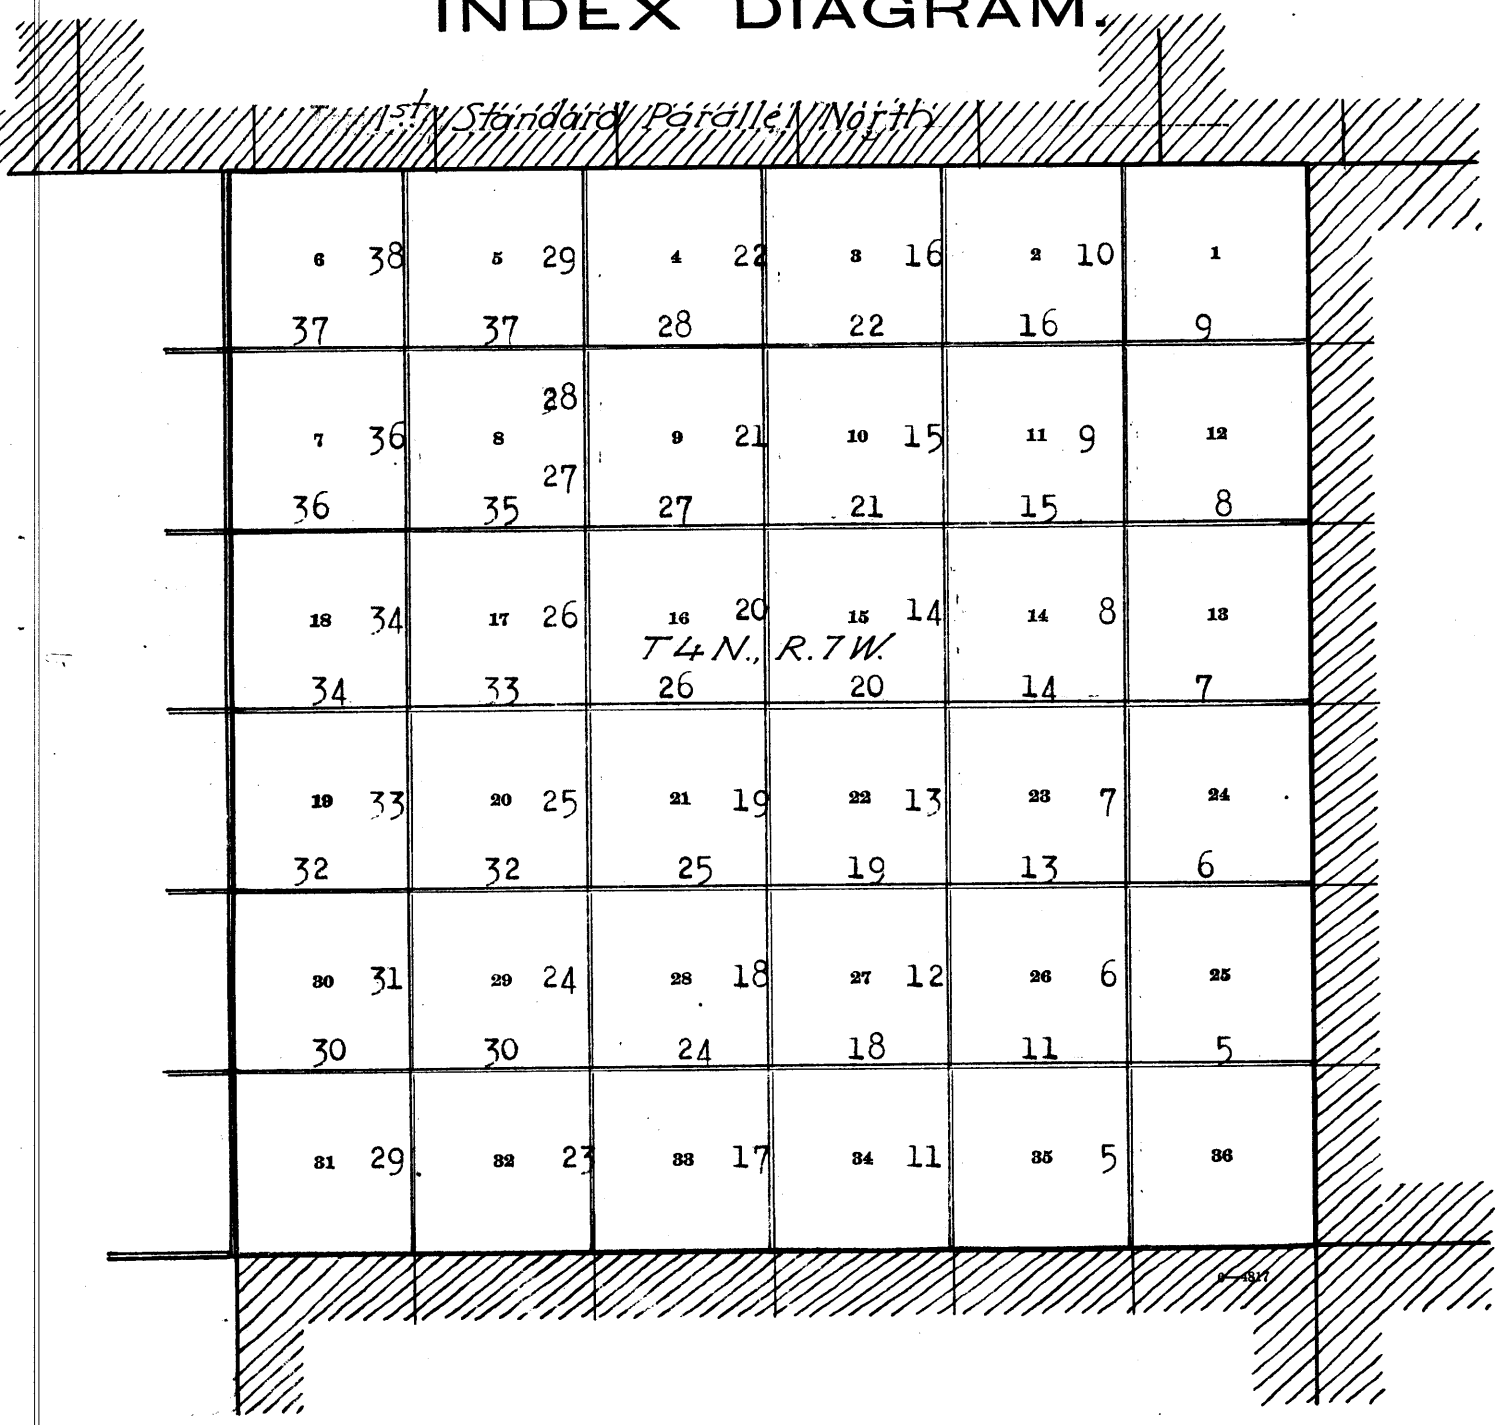 INDEX DIAGRAM.
1st Standard Parallel North
6 38 5 29 4 22 3 16 2 10 1
37 37 28 22 16 9
28
7 36 8 9 21 10 15 11 9 12
27
36 35 27 21 15 8
18 34 17 26 16 20 15 14 14 8 13
T 4 N., R. 7 W.
34 33 26 20 14 7
19 33 20 25 21 19 22 13 23 7 24
32 32 25 19 13 6
30 31 29 24 28 18 27 12 26 6 25
30 30 24 18 11 5
31 29 32 23 33 17 34 11 35 5 36
6—4817